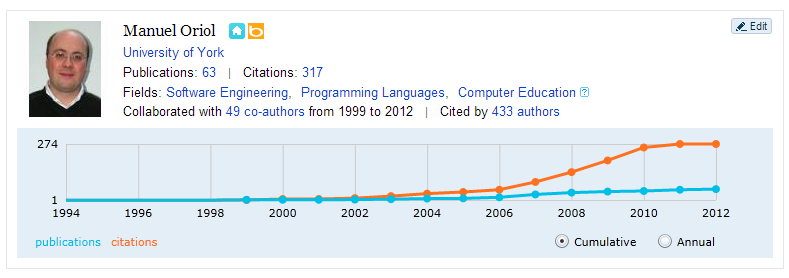 Manuel Oriol
Edit
University of York
Publications: 63 | Citations: 317
Fields: Software Engineering, Programming Languages, Computer Education [?]
Collaborated with 49 co-authors from 1999 to 2012 | Cited by 433 authors
274
1
1994 1996 1998 2000 2002 2004 2006 2008 2010 2012
publications citations
Cumulative Annual